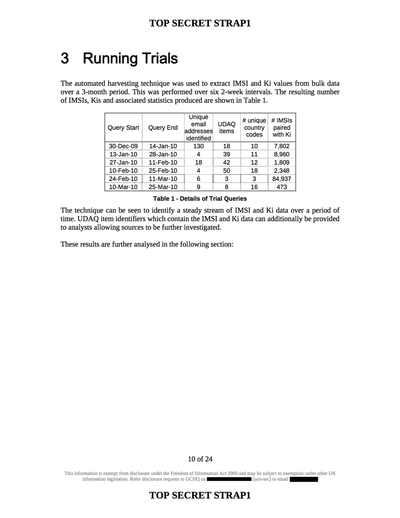 TOP SECRET STRAP1
3 Running Trials
The automated harvesting technique was used to extract IMSI and Ki values from bulk data
over a 3-month period. This was performed over six 2-week intervals. The resulting number
of IMSIs, Kis and associated statistics produced are shown in Table 1.
Query Start Query End Unique email addresses identified UDAQ items # unique country codes # IMSIs paired with Ki
30-Dec-09 14-Jan-10 130 18 10 7,802
13-Jan-10 28-Jan-10 4 39 11 8,960
27-Jan-10 11-Feb-10 18 42 12 1,809
10-Feb-10 25-Feb-10 4 50 18 2,348
24-Feb-10 11-Mar-10 6 3 3 84,937
10-Mar-10 25-Mar-10 9 8 16 473
Table 1 - Details of Trial Queries
The technique can be seen to identify a steady stream of IMSI and Ki data over a period of
time. UDAQ item identifiers which contain the IMSI and Ki data can additionally be provided
to analysts allowing sources to be further investigated.
These results are further analysed in the following section:
10 of 24
This information is exempt from disclosure under the Freedom of Information Act 2000 and may be subject to exemption under other UK
information legislation. Refer disclosure requests to GCHQ on (non-sec) or email
TOP SECRET STRAP1